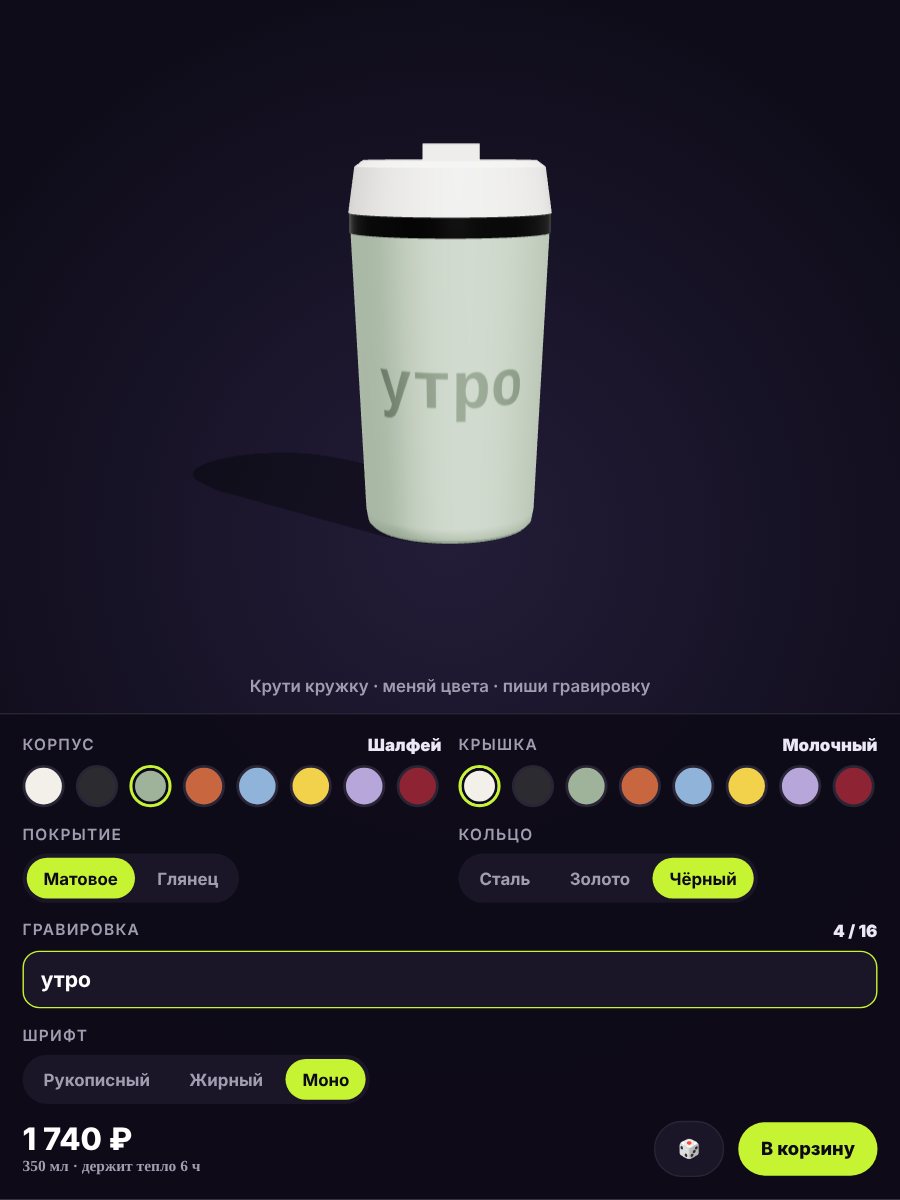 утро
Крути кружку · меняй цвета · пиши гравировку
КОРПУС
Шалфей
КРЫШКА
Молочный
ПОКРЫТИЕ
Матовое
Глянец
КОЛЬЦО
Сталь
Золото
Чёрный
ГРАВИРОВКА
4 / 16
утро
ШРИФТ
Рукописный
Жирный
Моно
1 740 ₽
350 мл · держит тепло 6 ч
В корзину